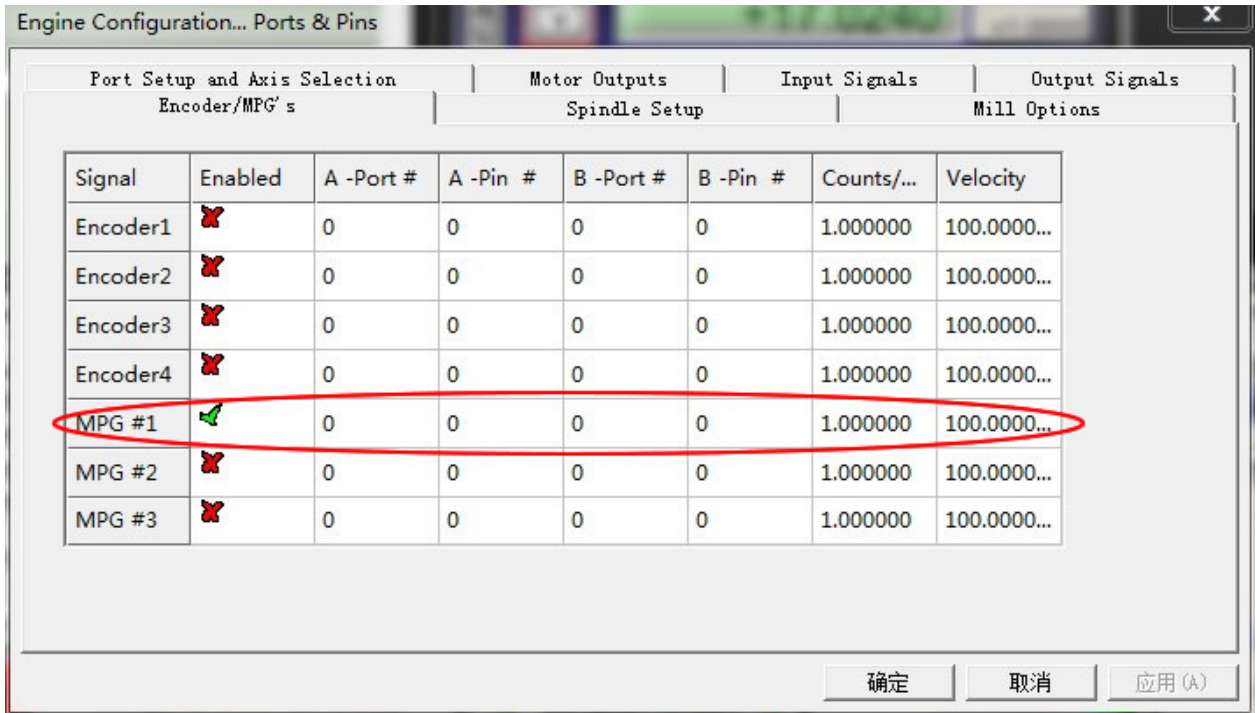 Engine Configuration... Ports & Pins
x
Port Setup and Axis Selection Motor Outputs Input Signals Output Signals
Encoder/MPG's Spindle Setup Mill Options
Signal Enabled A -Port # A -Pin # B -Port # B -Pin # Counts/... Velocity
Encoder1 0 0 0 0 1.000000 100.0000...
Encoder2 0 0 0 0 1.000000 100.0000...
Encoder3 0 0 0 0 1.000000 100.0000...
Encoder4 0 0 0 0 1.000000 100.0000...
MPG #1 0 0 0 0 1.000000 100.0000...
MPG #2 0 0 0 0 1.000000 100.0000...
MPG #3 0 0 0 0 1.000000 100.0000...
确定 取消 应用(A)